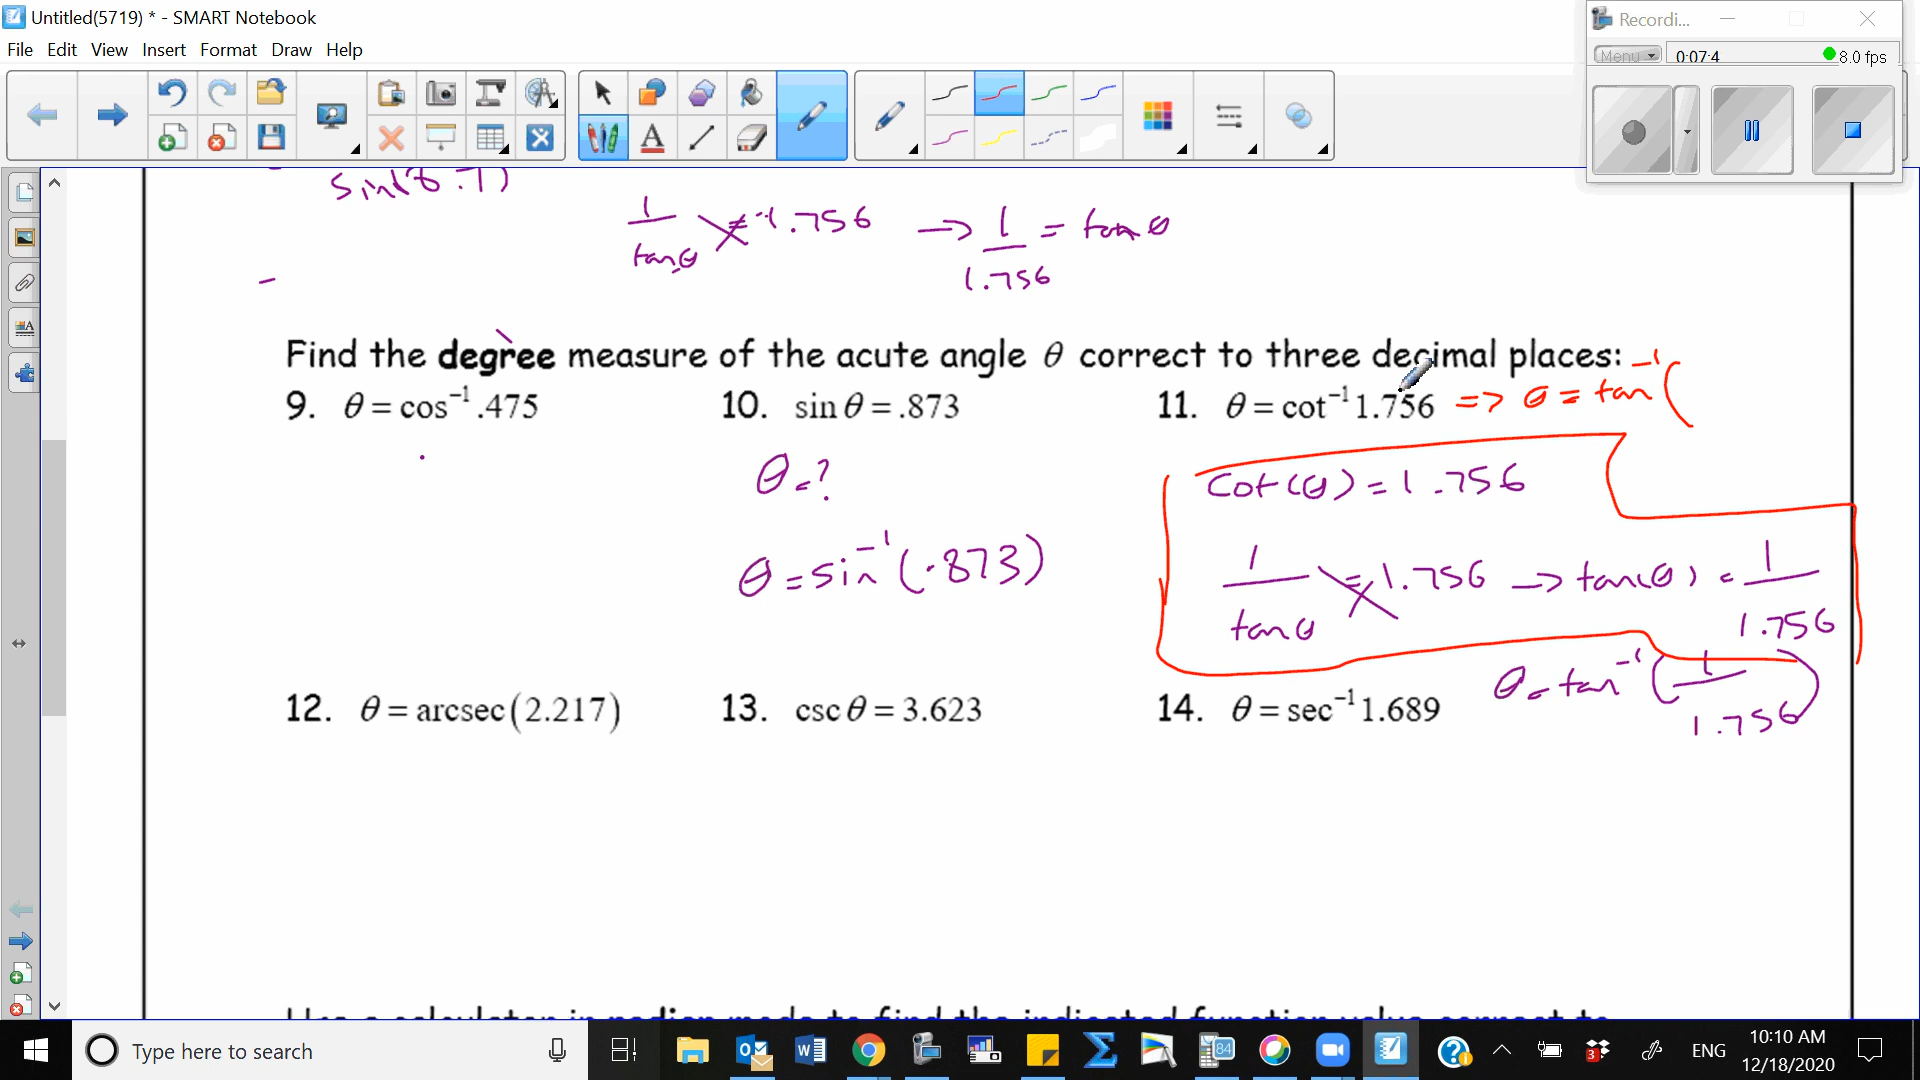 Untitled(5719) * - SMART Notebook
File Edit View Insert Format Draw Help
Recordi...
Menu
0:07:4
8.0 fps
1/tanθ = 1.756 → 1/1.756 = tanθ
Find the degree measure of the acute angle θ correct to three decimal places:
9. θ = cos⁻¹ .475
10. sin θ = .873
11. θ = cot⁻¹ 1.756 => θ = tan⁻¹(
θ = ?
cot(θ) = 1.756
θ = sin⁻¹(.873)
1/tanθ = 1.756 → tan(θ) = 1/1.756
θ = tan⁻¹(1/1.756)
12. θ = arcsec(2.217)
13. csc θ = 3.623
14. θ = sec⁻¹ 1.689
Type here to search
84
3
ENG
10:10 AM
12/18/2020